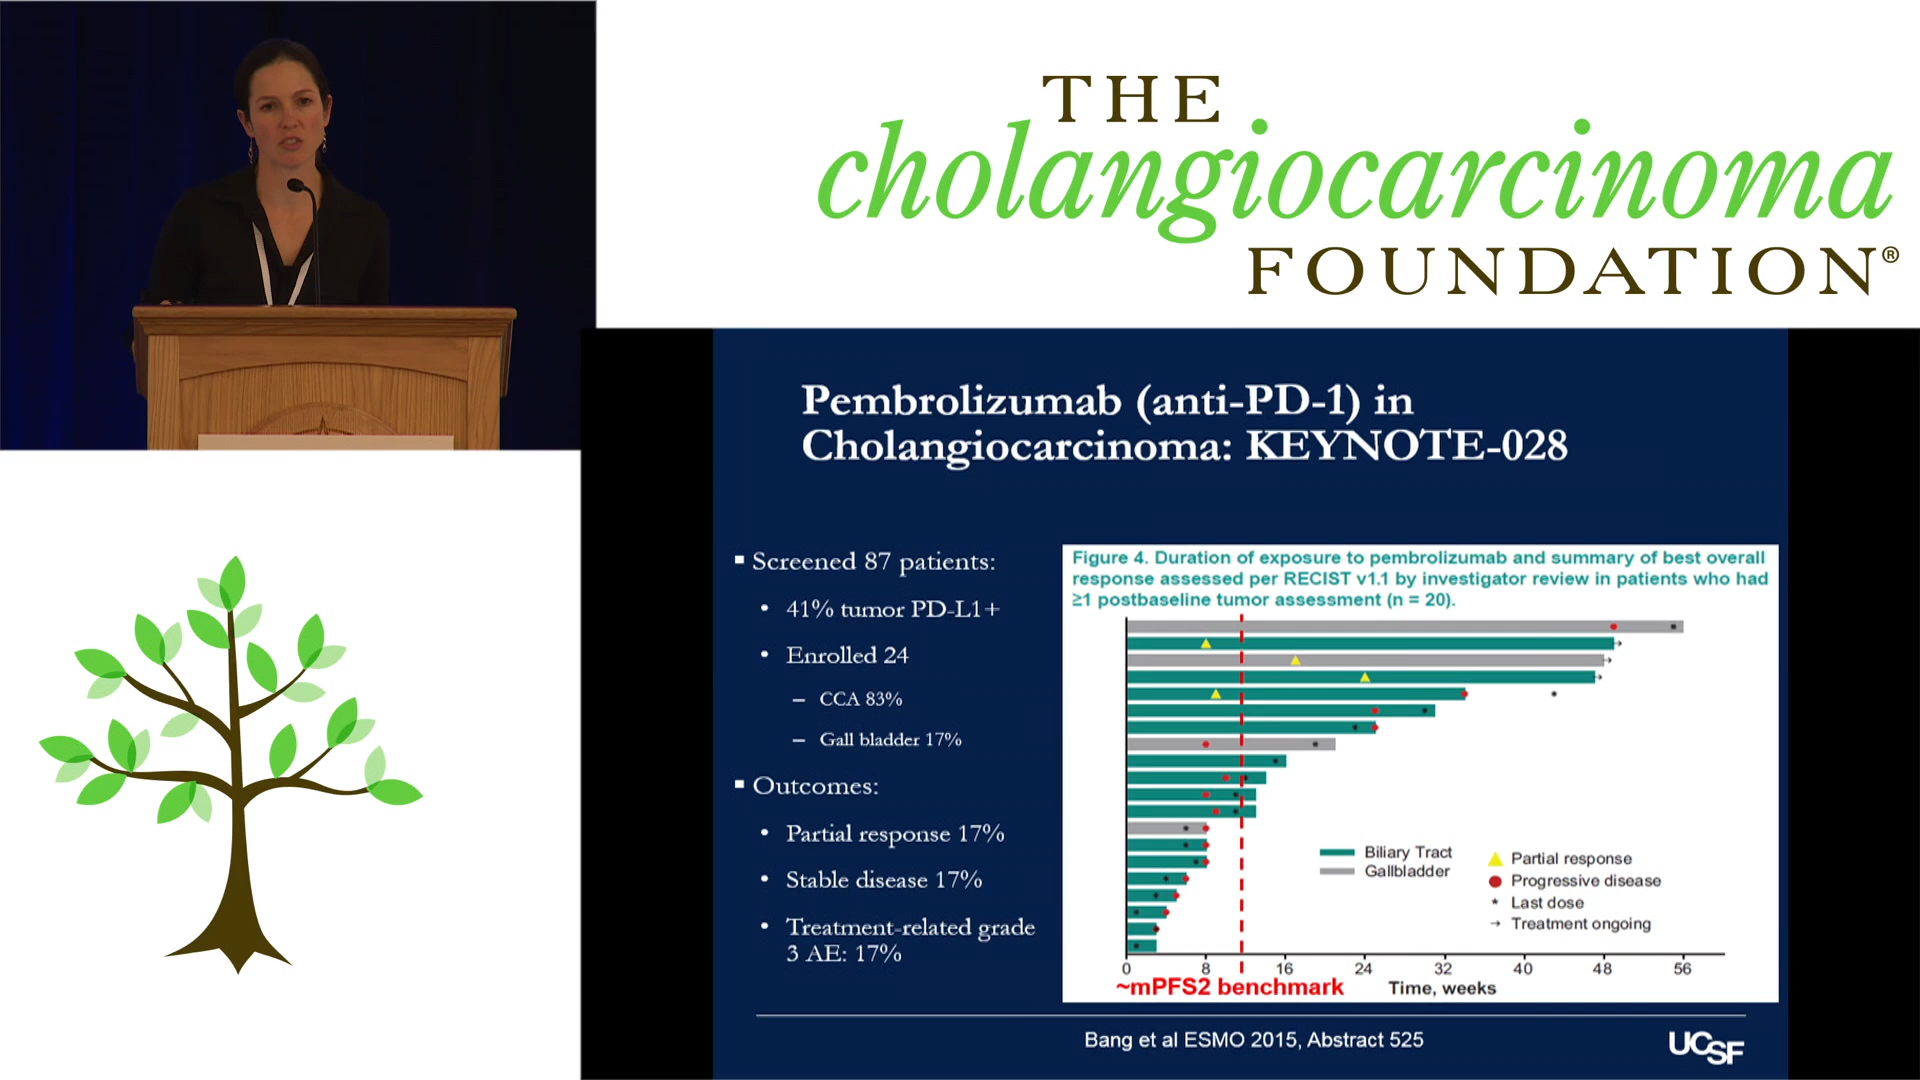 THE
cholangiocarcinoma
FOUNDATION®
Pembrolizumab (anti-PD-1) in
Cholangiocarcinoma: KEYNOTE-028
▪ Screened 87 patients:
• 41% tumor PD-L1+
• Enrolled 24
– CCA 83%
– Gall bladder 17%
▪ Outcomes:
• Partial response 17%
• Stable disease 17%
• Treatment-related grade
3 AE: 17%
Figure 4. Duration of exposure to pembrolizumab and summary of best overall
response assessed per RECIST v1.1 by investigator review in patients who had
≥1 postbaseline tumor assessment (n = 20).
Biliary Tract
Gallbladder
Partial response
Progressive disease
* Last dose
→ Treatment ongoing
0 8 16 24 32 40 48 56
~mPFS2 benchmark
Time, weeks
Bang et al ESMO 2015, Abstract 525
UCSF